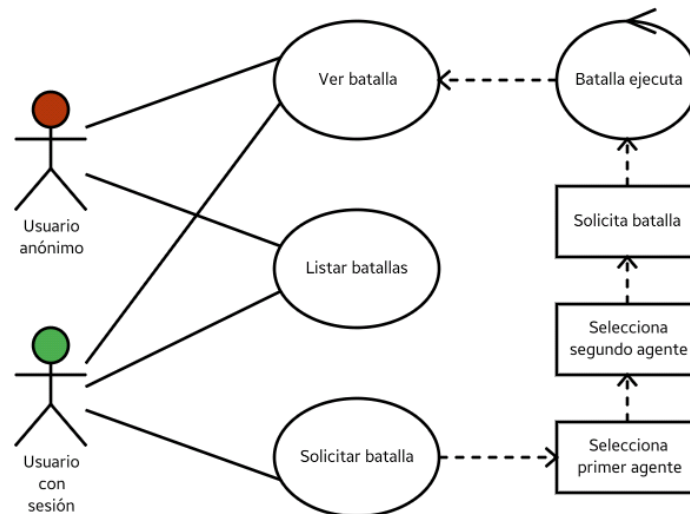 Ver batalla
Batalla ejecuta
Usuario
anónimo
Solicita batalla
Listar batallas
Selecciona
segundo agente
Usuario
con
sesión
Solicitar batalla
Selecciona
primer agente